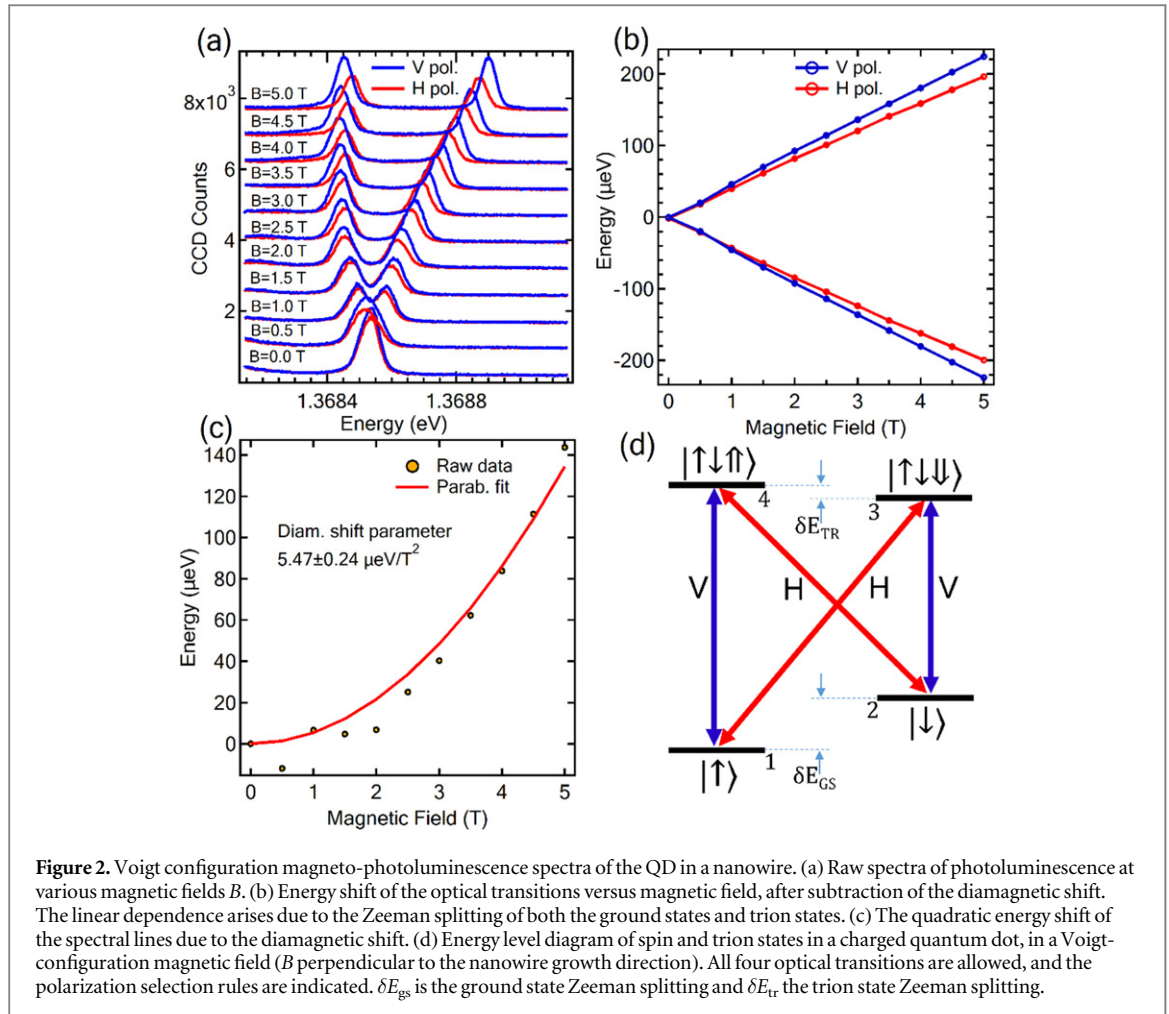 (a)
V pol.
H pol.
8x10³
6
4
2
CCD Counts
B=5.0 T
B=4.5 T
B=4.0 T
B=3.5 T
B=3.0 T
B=2.5 T
B=2.0 T
B=1.5 T
B=1.0 T
B=0.5 T
B=0.0 T
1.3684 1.3688
Energy (eV)
(b)
V pol.
H pol.
200
100
0
-100
-200
Energy (µeV)
0 1 2 3 4 5
Magnetic Field (T)
(c)
Raw data
Parab. fit
Diam. shift parameter
5.47±0.24 µeV/T²
140
120
100
80
60
40
20
0
Energy (µeV)
0 1 2 3 4 5
Magnetic Field (T)
(d)
|↑↓⇑⟩ |↑↓⇓⟩
4 3
δE_TR
V H H V
2
|↓⟩
1
|↑⟩ δE_GS
Figure 2. Voigt configuration magneto-photoluminescence spectra of the QD in a nanowire. (a) Raw spectra of photoluminescence at
various magnetic fields B. (b) Energy shift of the optical transitions versus magnetic field, after subtraction of the diamagnetic shift.
The linear dependence arises due to the Zeeman splitting of both the ground states and trion states. (c) The quadratic energy shift of
the spectral lines due to the diamagnetic shift. (d) Energy level diagram of spin and trion states in a charged quantum dot, in a Voigt-
configuration magnetic field (B perpendicular to the nanowire growth direction). All four optical transitions are allowed, and the
polarization selection rules are indicated. δE_gs is the ground state Zeeman splitting and δE_tr the trion state Zeeman splitting.